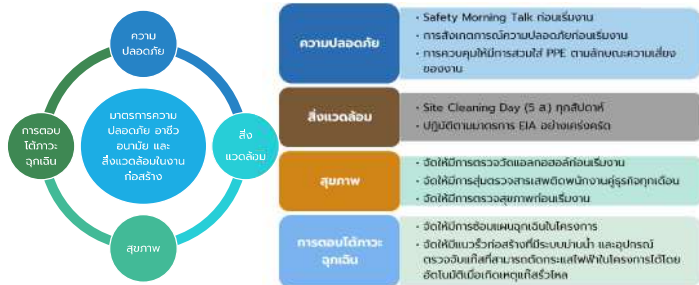 ความ
ปลอดภัย
มาตรการความ
ปลอดภัย อาชีว
อนามัย และ
สิ่งแวดล้อมในงาน
ก่อสร้าง
การตอบ
โต้ภาวะ
ฉุกเฉิน
สิ่ง
แวดล้อม
สุขภาพ
ความปลอดภัย
• Safety Morning Talk ก่อนเริ่มงาน
• การสังเกตการณ์ความปลอดภัยก่อนเริ่มงาน
• การควบคุมให้มีการสวมใส่ PPE ตามลักษณะความเสี่ยง
ของงาน
สิ่งแวดล้อม
• Site Cleaning Day (5 ส.) ทุกสัปดาห์
• ปฏิบัติตามมาตรการ EIA อย่างเคร่งครัด
สุขภาพ
• จัดให้มีการตรวจวัดแอลกอฮอล์ก่อนเริ่มงาน
• จัดให้มีการสุ่มตรวจสารเสพติดพนักงานคู่ธุรกิจทุกเดือน
• จัดให้มีการตรวจสุขภาพก่อนเริ่มงาน
การตอบโต้ภาวะ
ฉุกเฉิน
• จัดให้มีการซ้อมแผนฉุกเฉินในโครงการ
• จัดให้มีแนวรั้วก่อสร้างที่มีระบบม่านน้ำ และอุปกรณ์
ตรวจจับแก๊สที่สามารถตัดกระแสไฟฟ้าในโครงการได้โดย
อัตโนมัติเมื่อเกิดเหตุแก๊สรั่วไหล